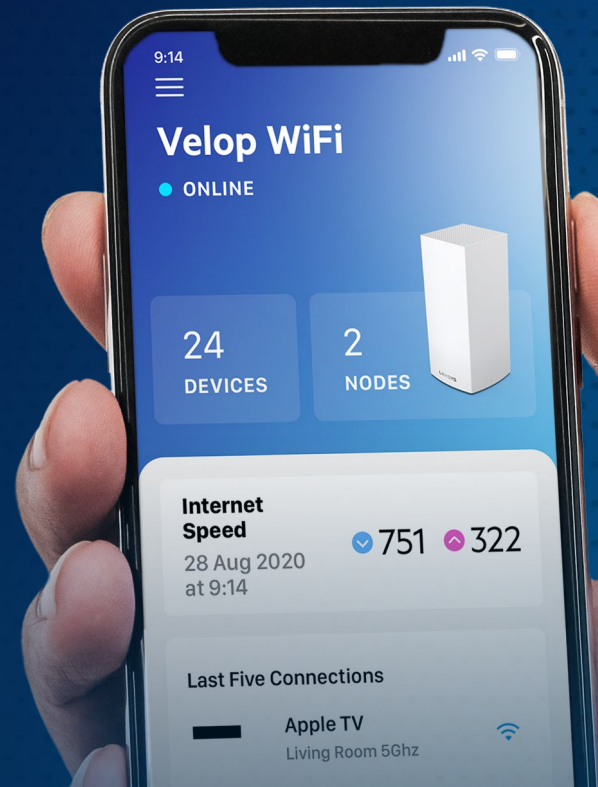 9:14
Velop WiFi
ONLINE
24
DEVICES
2
NODES
LINKSYS
Internet
Speed
28 Aug 2020
at 9:14
751
322
Last Five Connections
Apple TV
Living Room 5Ghz